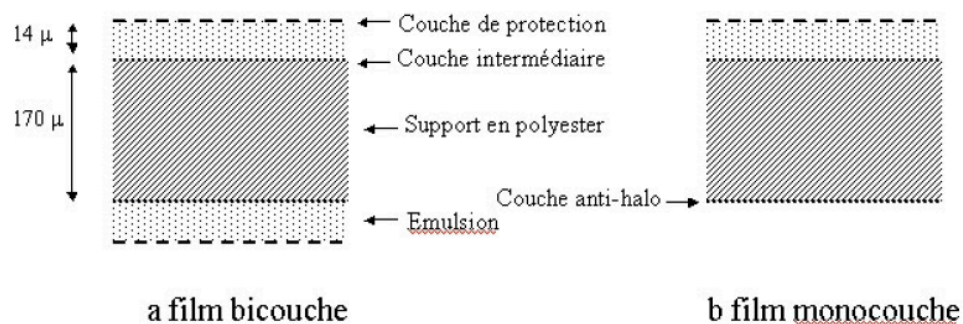 Couche de protection
14 μ
Couche intermédiaire
170 μ
Support en polyester
Couche anti-halo
Emulsion
a film bicouche
b film monocouche